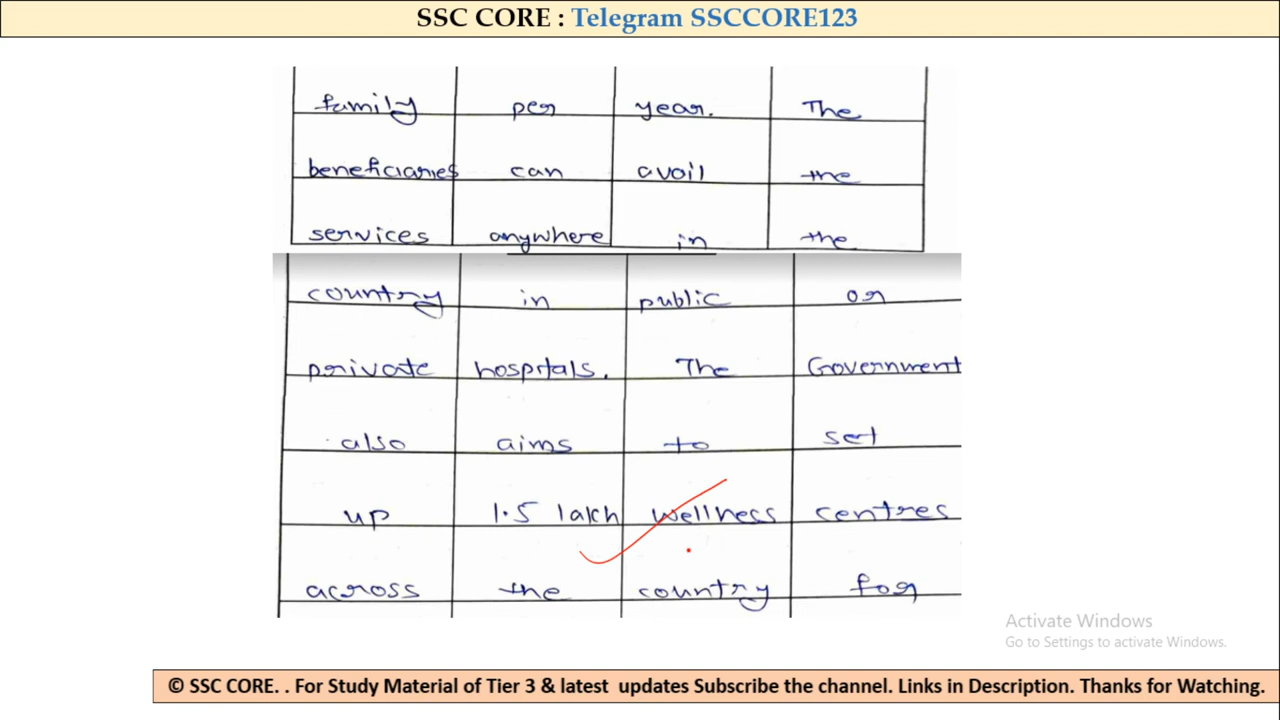 SSC CORE : Telegram SSCCORE123
family per year. The
beneficiaries can avail the
services anywhere in the
country in public or
private hospitals. The Government
also aims to set
up 1.5 lakh wellness centres
across the country for
Activate Windows
Go to Settings to activate Windows.
© SSC CORE. . For Study Material of Tier 3 & latest updates Subscribe the channel. Links in Description. Thanks for Watching.